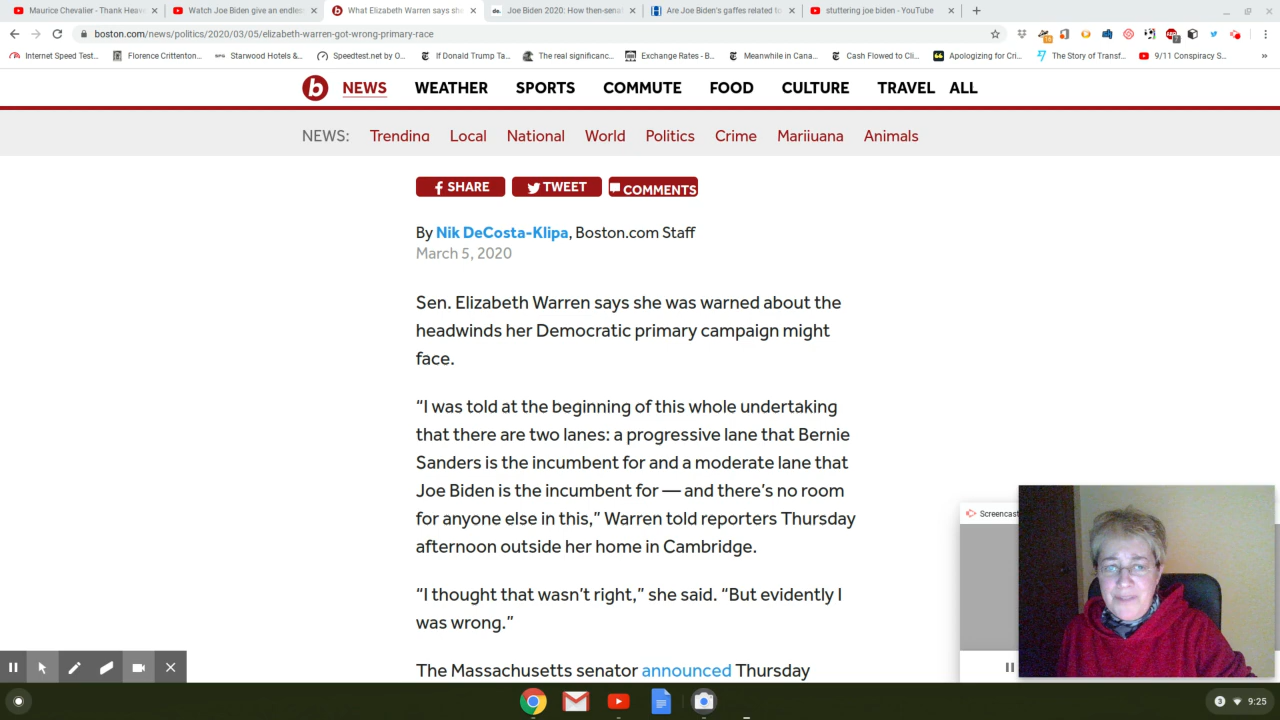 Maurice Chevalier - Thank Heav
Watch Joe Biden give an endles
What Elizabeth Warren says she
Joe Biden 2020: How then-sena
Are Joe Biden's gaffes related to
stuttering joe biden - YouTube
boston.com/news/politics/2020/03/05/elizabeth-warren-got-wrong-primary-race
Internet Speed Test...
Florence Crittenton...
Starwood Hotels &...
Speedtest.net by O...
If Donald Trump Ta...
The real significanc...
Exchange Rates - B...
Meanwhile in Cana...
Cash Flowed to Cli...
Apologizing for Cri...
The Story of Transf...
9/11 Conspiracy S...
b NEWS WEATHER SPORTS COMMUTE FOOD CULTURE TRAVEL ALL
NEWS: Trending Local National World Politics Crime Marijuana Animals
SHARE TWEET COMMENTS
By Nik DeCosta-Klipa, Boston.com Staff
March 5, 2020
Sen. Elizabeth Warren says she was warned about the
headwinds her Democratic primary campaign might
face.
“I was told at the beginning of this whole undertaking
that there are two lanes: a progressive lane that Bernie
Sanders is the incumbent for and a moderate lane that
Joe Biden is the incumbent for — and there’s no room
for anyone else in this,” Warren told reporters Thursday
afternoon outside her home in Cambridge.
“I thought that wasn’t right,” she said. “But evidently I
was wrong.”
The Massachusetts senator announced Thursday
Screencast
3 9:25